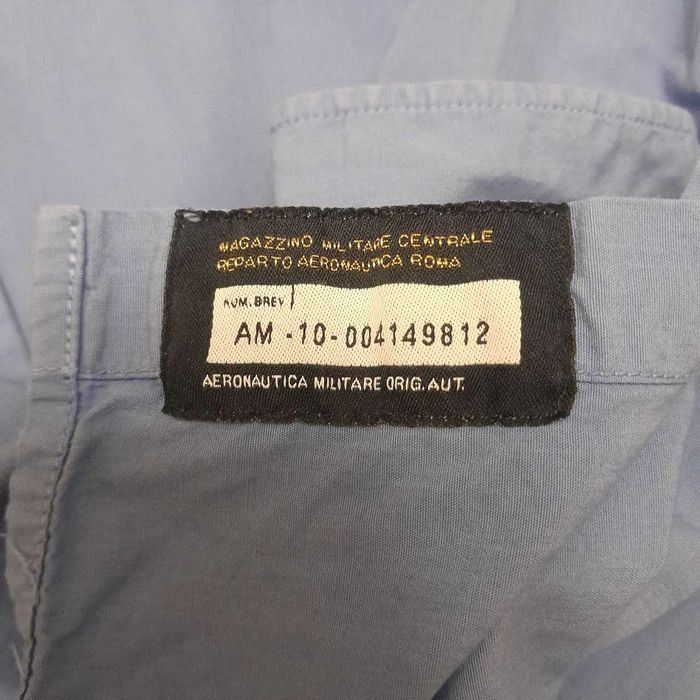 MAGAZZINO MILITARE CENTRALE
REPARTO AERONAUTICA ROMA
NUM. BREV
AM -10-004149812
AERONAUTICA MILITARE ORIG. AUT.